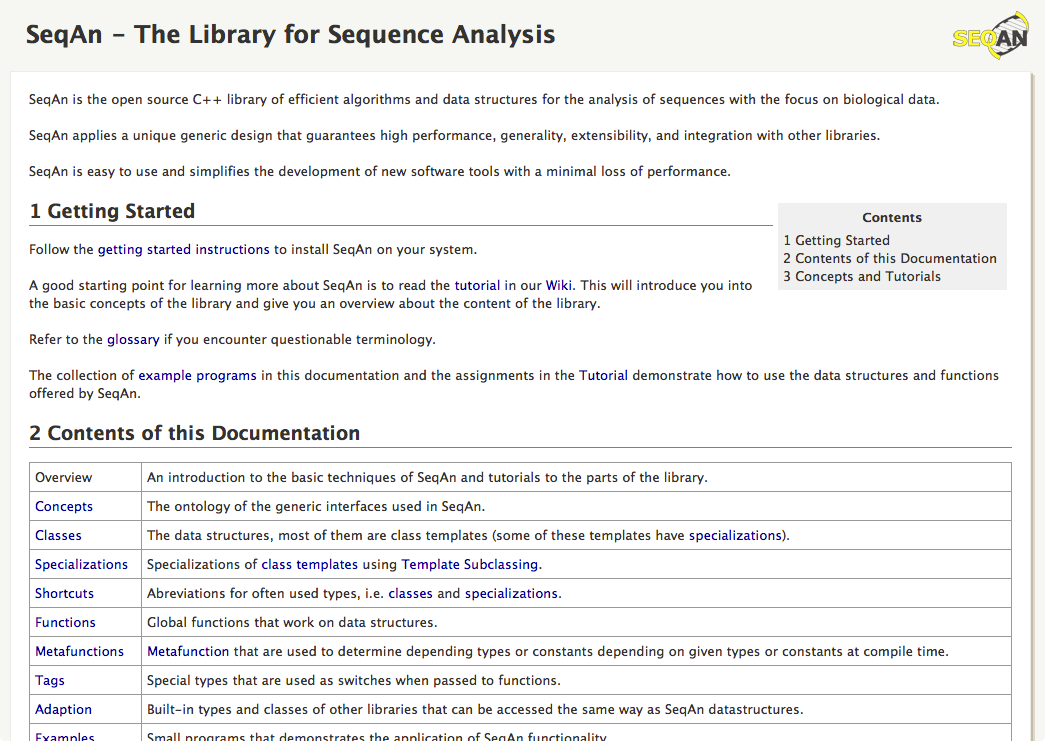 SeqAn – The Library for Sequence Analysis
SEQAN
SeqAn is the open source C++ library of efficient algorithms and data structures for the analysis of sequences with the focus on biological data.
SeqAn applies a unique generic design that guarantees high performance, generality, extensibility, and integration with other libraries.
SeqAn is easy to use and simplifies the development of new software tools with a minimal loss of performance.
1 Getting Started
Contents
1 Getting Started
2 Contents of this Documentation
3 Concepts and Tutorials
Follow the getting started instructions to install SeqAn on your system.
A good starting point for learning more about SeqAn is to read the tutorial in our Wiki. This will introduce you into
the basic concepts of the library and give you an overview about the content of the library.
Refer to the glossary if you encounter questionable terminology.
The collection of example programs in this documentation and the assignments in the Tutorial demonstrate how to use the data structures and functions
offered by SeqAn.
2 Contents of this Documentation
Overview An introduction to the basic techniques of SeqAn and tutorials to the parts of the library.
Concepts The ontology of the generic interfaces used in SeqAn.
Classes The data structures, most of them are class templates (some of these templates have specializations).
Specializations Specializations of class templates using Template Subclassing.
Shortcuts Abreviations for often used types, i.e. classes and specializations.
Functions Global functions that work on data structures.
Metafunctions Metafunction that are used to determine depending types or constants depending on given types or constants at compile time.
Tags Special types that are used as switches when passed to functions.
Adaption Built-in types and classes of other libraries that can be accessed the same way as SeqAn datastructures.
Examples Small programs that demonstrates the application of SeqAn functionality.